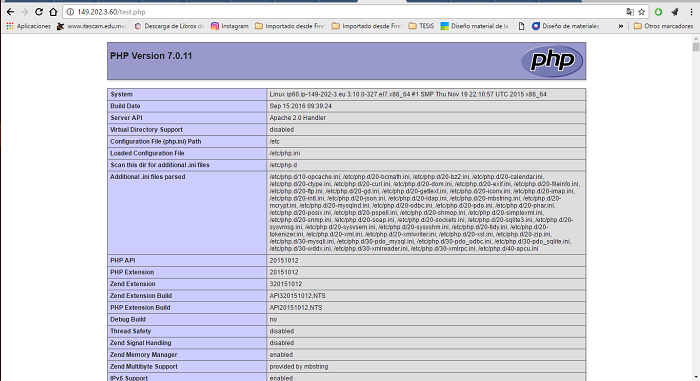 149.202.3.60/test.php
Aplicaciones www.itescam.edu.mx Descarga de Libros de Instagram Importado desde Fire Importado desde Fire TESIS Diseño material de la Diseño de materiales » Otros marcadores
PHP Version 7.0.11
php
System Linux ip60.ip-149-202-3.eu 3.10.0-327.el7.x86_64 #1 SMP Thu Nov 19 22:10:57 UTC 2015 x86_64
Build Date Sep 15 2016 09:39:24
Server API Apache 2.0 Handler
Virtual Directory Support disabled
Configuration File (php.ini) Path /etc
Loaded Configuration File /etc/php.ini
Scan this dir for additional .ini files /etc/php.d
Additional .ini files parsed /etc/php.d/10-opcache.ini, /etc/php.d/20-bcmath.ini, /etc/php.d/20-bz2.ini, /etc/php.d/20-calendar.ini,
/etc/php.d/20-ctype.ini, /etc/php.d/20-curl.ini, /etc/php.d/20-dom.ini, /etc/php.d/20-exif.ini, /etc/php.d/20-fileinfo.ini,
/etc/php.d/20-ftp.ini, /etc/php.d/20-gd.ini, /etc/php.d/20-gettext.ini, /etc/php.d/20-iconv.ini, /etc/php.d/20-imap.ini,
/etc/php.d/20-intl.ini, /etc/php.d/20-json.ini, /etc/php.d/20-ldap.ini, /etc/php.d/20-mbstring.ini, /etc/php.d/20-
mcrypt.ini, /etc/php.d/20-mysqlnd.ini, /etc/php.d/20-odbc.ini, /etc/php.d/20-pdo.ini, /etc/php.d/20-phar.ini,
/etc/php.d/20-posix.ini, /etc/php.d/20-pspell.ini, /etc/php.d/20-shmop.ini, /etc/php.d/20-simplexml.ini,
/etc/php.d/20-snmp.ini, /etc/php.d/20-soap.ini, /etc/php.d/20-sockets.ini, /etc/php.d/20-sqlite3.ini, /etc/php.d/20-
sysvmsg.ini, /etc/php.d/20-sysvsem.ini, /etc/php.d/20-sysvshm.ini, /etc/php.d/20-tidy.ini, /etc/php.d/20-
tokenizer.ini, /etc/php.d/20-xml.ini, /etc/php.d/20-xmlwriter.ini, /etc/php.d/20-xsl.ini, /etc/php.d/20-zip.ini,
/etc/php.d/30-mysqli.ini, /etc/php.d/30-pdo_mysql.ini, /etc/php.d/30-pdo_odbc.ini, /etc/php.d/30-pdo_sqlite.ini,
/etc/php.d/30-wddx.ini, /etc/php.d/30-xmlreader.ini, /etc/php.d/30-xmlrpc.ini, /etc/php.d/40-apcu.ini
PHP API 20151012
PHP Extension 20151012
Zend Extension 320151012
Zend Extension Build API320151012,NTS
PHP Extension Build API20151012,NTS
Debug Build no
Thread Safety disabled
Zend Signal Handling disabled
Zend Memory Manager enabled
Zend Multibyte Support provided by mbstring
IPv6 Support enabled